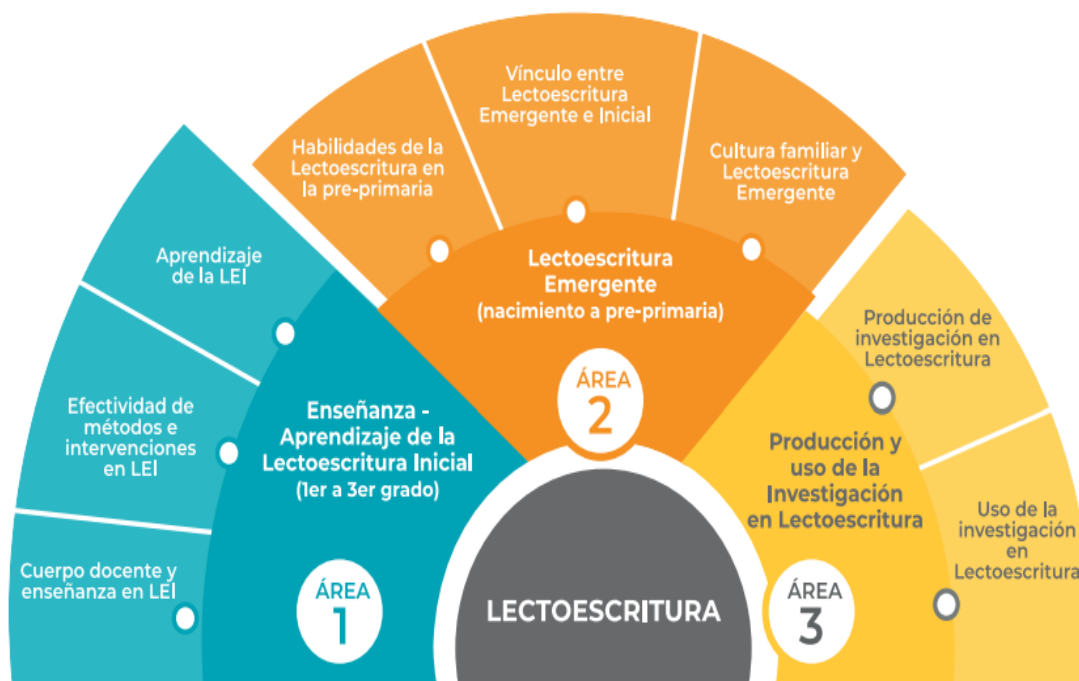 Aprendizaje
de la LEI
Efectividad de
métodos e
intervenciones
en LEI
Cuerpo docente y
enseñanza en LEI
Enseñanza -
Aprendizaje de la
Lectoescritura Inicial
(1er a 3er grado)
ÁREA
1
Habilidades de la
Lectoescritura en
la pre-primaria
Vínculo entre
Lectoescritura
Emergente e Inicial
Cultura familiar y
Lectoescritura
Emergente
Lectoescritura
Emergente
(nacimiento a pre-primaria)
ÁREA
2
Producción de
investigación en
Lectoescritura
Uso de la
investigación
en
Lectoescritura
Producción y
uso de la
Investigación
en Lectoescritura
ÁREA
3
LECTOESCRITURA